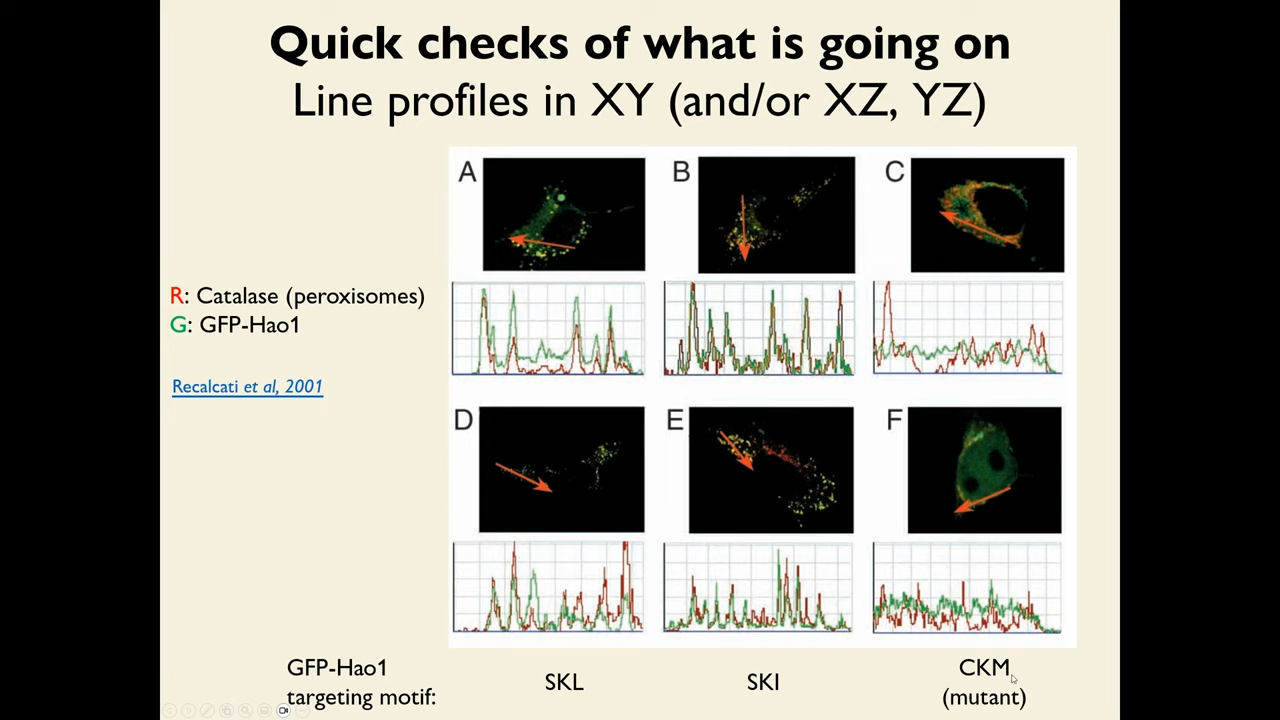 Quick checks of what is going on
Line profiles in XY (and/or XZ, YZ)
A
B
C
R: Catalase (peroxisomes)
G: GFP-Hao1
Recalcati et al, 2001
D
E
F
GFP-Hao1
targeting motif:
SKL
SKI
CKM
(mutant)